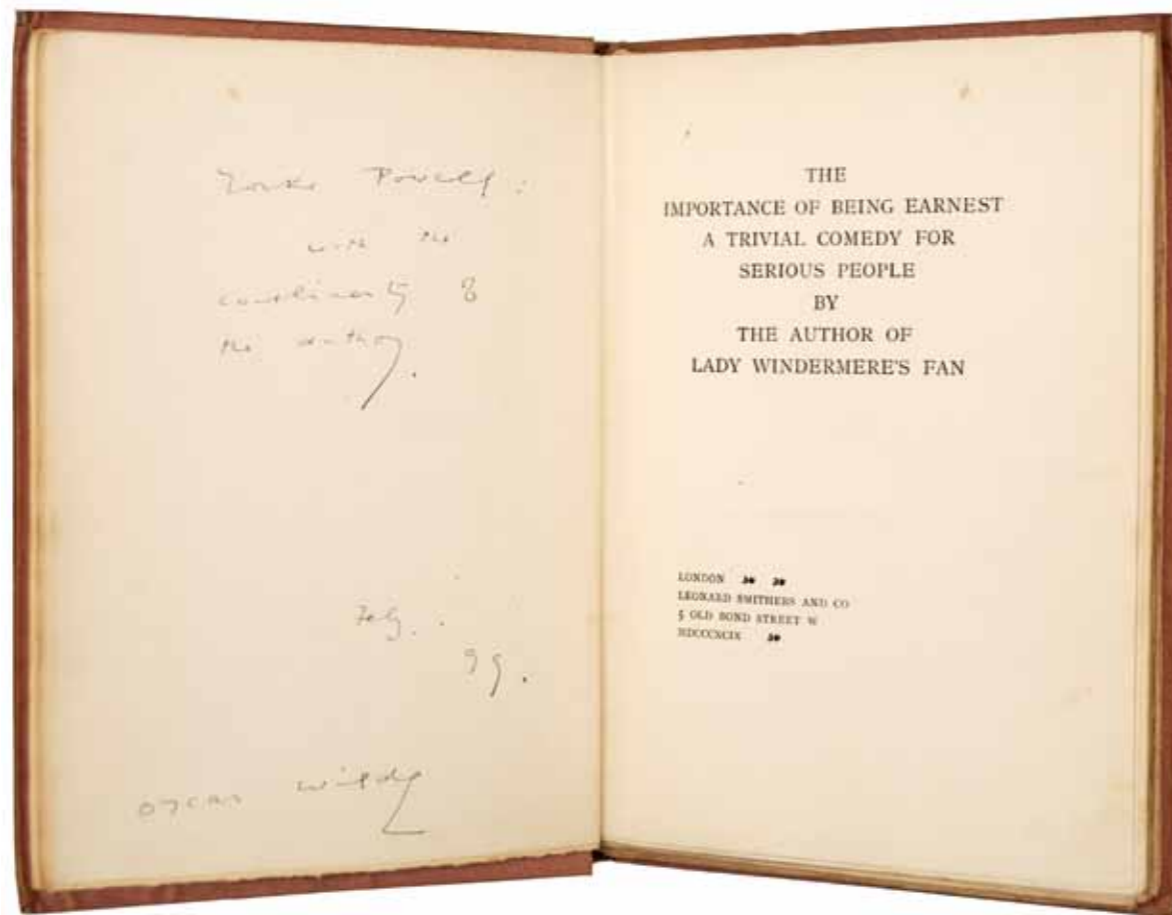 Yorke Powell :
with the
compliments of
the author.
Feb.
99.
Oscar Wilde
THE
IMPORTANCE OF BEING EARNEST
A TRIVIAL COMEDY FOR
SERIOUS PEOPLE
BY
THE AUTHOR OF
LADY WINDERMERE'S FAN
LONDON
LEONARD SMITHERS AND CO
5 OLD BOND STREET W
MDCCCXCIX